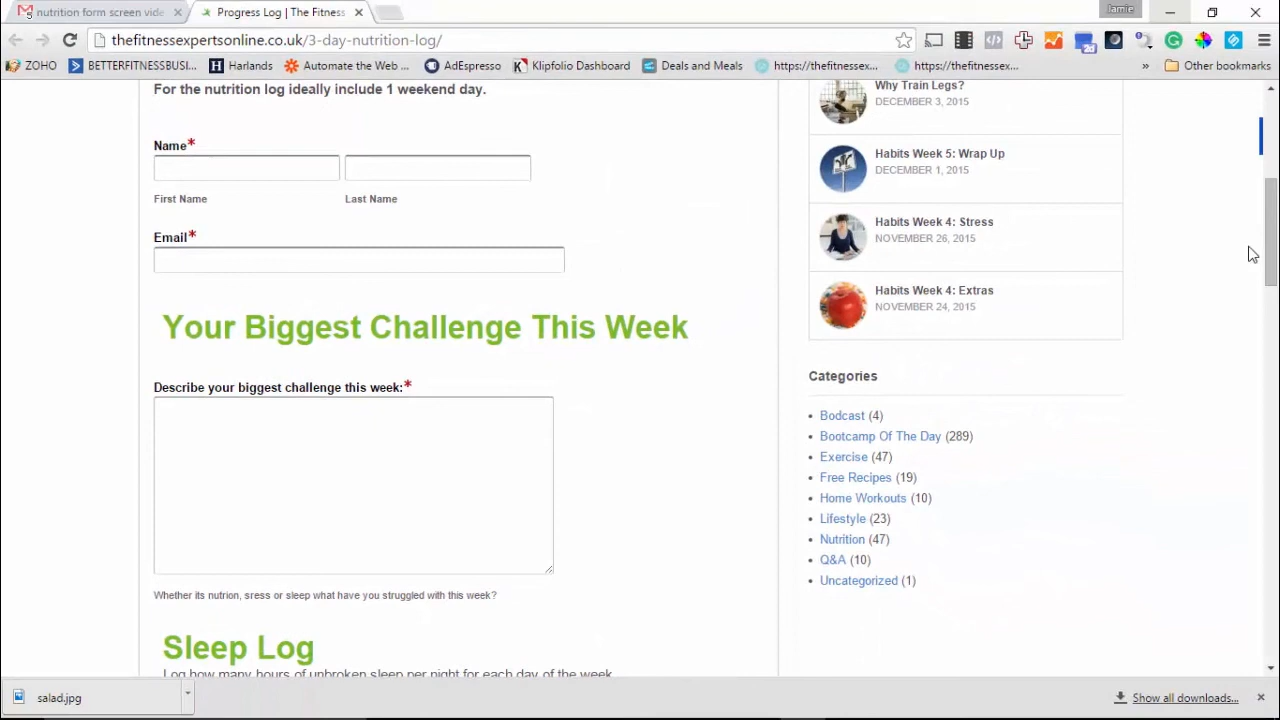 nutrition form screen vide
Progress Log | The Fitness
Jamie
thefitnessexpertsonline.co.uk/3-day-nutrition-log/
ZOHO
BETTERFITNESSBUSI...
Harlands
Automate the Web ...
AdEspresso
Klipfolio Dashboard
Deals and Meals
https://thefitnessex...
https://thefitnessex...
»
Other bookmarks
For the nutrition log ideally include 1 weekend day.
Name*
First Name
Last Name
Email*
Your Biggest Challenge This Week
Describe your biggest challenge this week:*
Whether its nutrion, sress or sleep what have you struggled with this week?
Sleep Log
Log how many hours of unbroken sleep per night for each day of the week
Why Train Legs?
DECEMBER 3, 2015
Habits Week 5: Wrap Up
DECEMBER 1, 2015
Habits Week 4: Stress
NOVEMBER 26, 2015
Habits Week 4: Extras
NOVEMBER 24, 2015
Categories
Bodcast (4)
Bootcamp Of The Day (289)
Exercise (47)
Free Recipes (19)
Home Workouts (10)
Lifestyle (23)
Nutrition (47)
Q&A (10)
Uncategorized (1)
salad.jpg
Show all downloads...